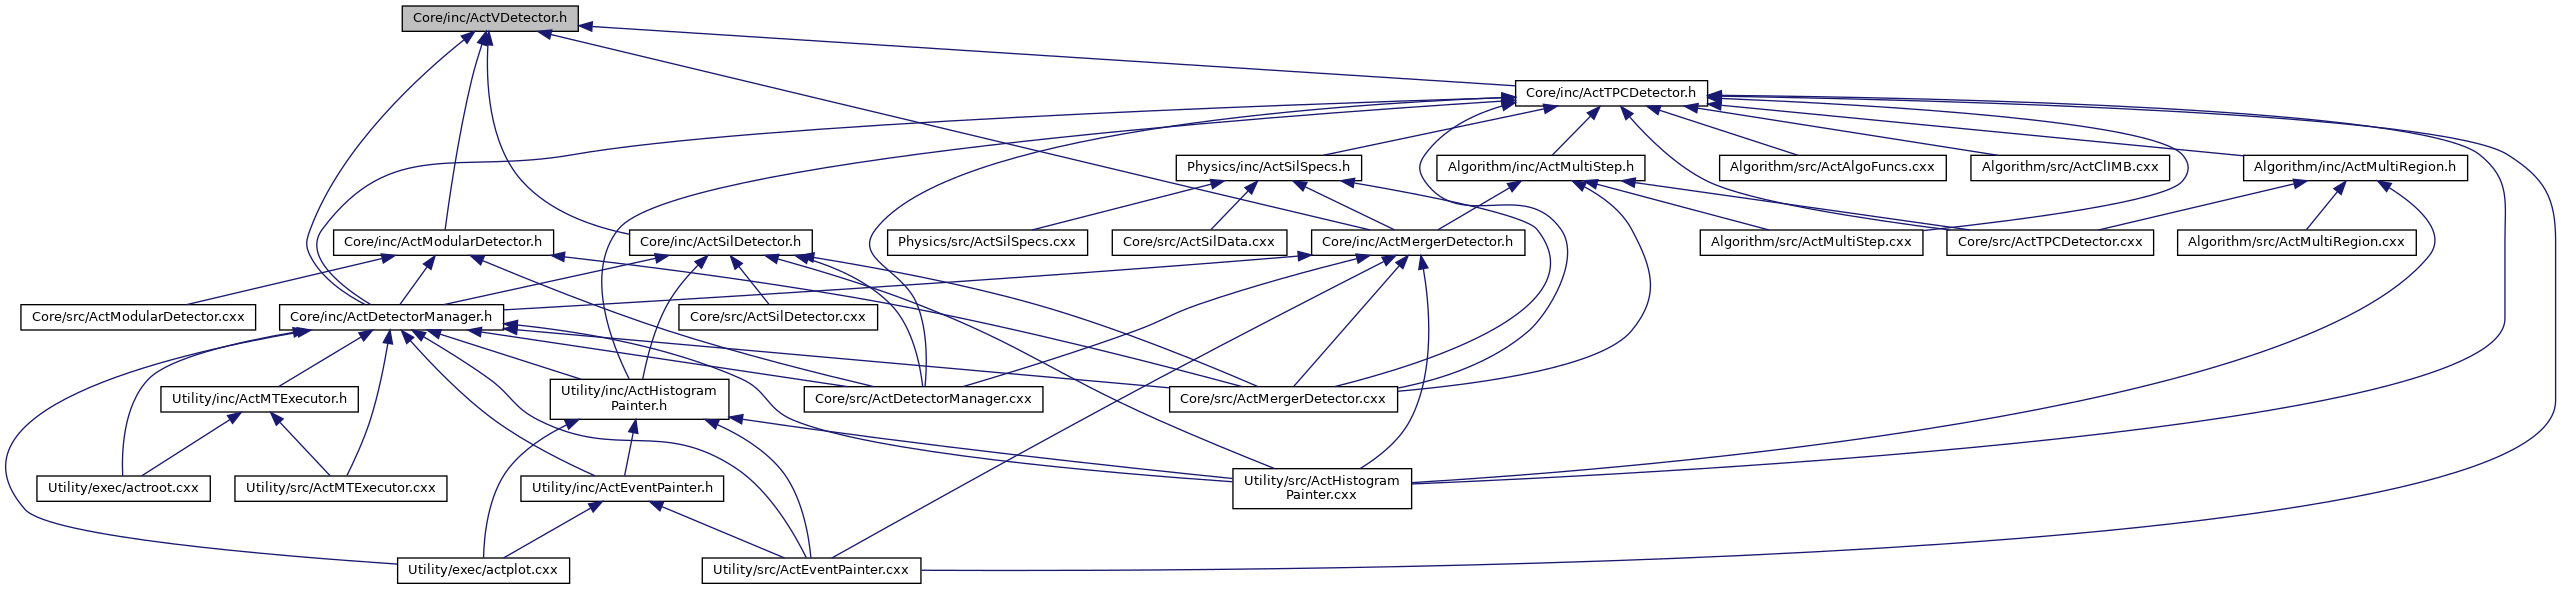 Core/inc/ActVDetector.h
Core/inc/ActTPCDetector.h
Physics/inc/ActSilSpecs.h
Algorithm/inc/ActMultiStep.h
Algorithm/src/ActAlgoFuncs.cxx
Algorithm/src/ActClIMB.cxx
Algorithm/inc/ActMultiRegion.h
Core/inc/ActModularDetector.h
Core/inc/ActSilDetector.h
Physics/src/ActSilSpecs.cxx
Core/src/ActSilData.cxx
Core/inc/ActMergerDetector.h
Algorithm/src/ActMultiStep.cxx
Core/src/ActTPCDetector.cxx
Algorithm/src/ActMultiRegion.cxx
Core/src/ActModularDetector.cxx
Core/inc/ActDetectorManager.h
Core/src/ActSilDetector.cxx
Utility/inc/ActMTExecutor.h
Utility/inc/ActHistogram
Painter.h
Core/src/ActDetectorManager.cxx
Core/src/ActMergerDetector.cxx
Utility/exec/actroot.cxx
Utility/src/ActMTExecutor.cxx
Utility/inc/ActEventPainter.h
Utility/src/ActHistogram
Painter.cxx
Utility/exec/actplot.cxx
Utility/src/ActEventPainter.cxx